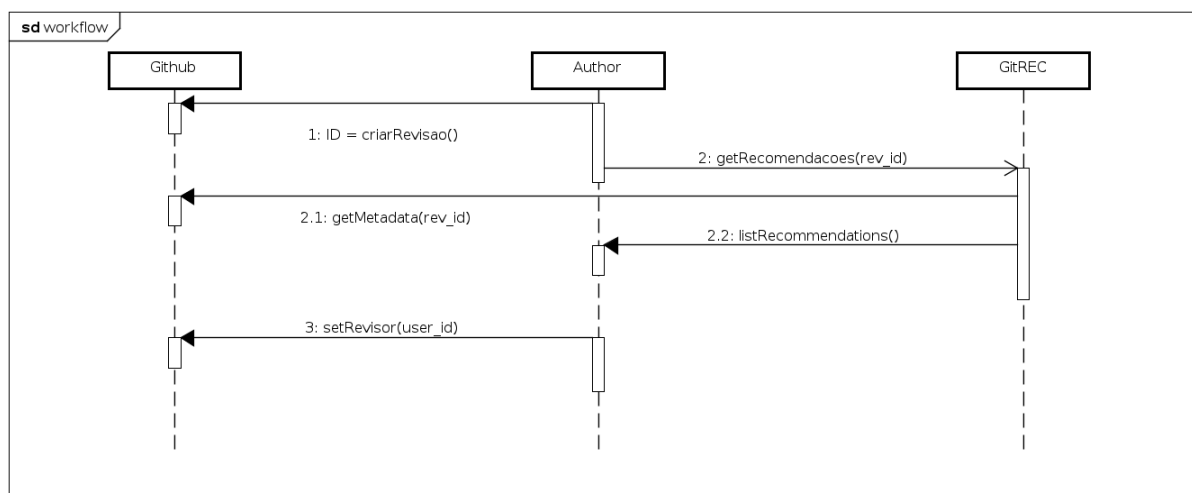 sd workflow
Github
Author
GitREC
1: ID = criarRevisao()
2: getRecomendacoes(rev_id)
2.1: getMetadata(rev_id)
2.2: listRecommendations()
3: setRevisor(user_id)